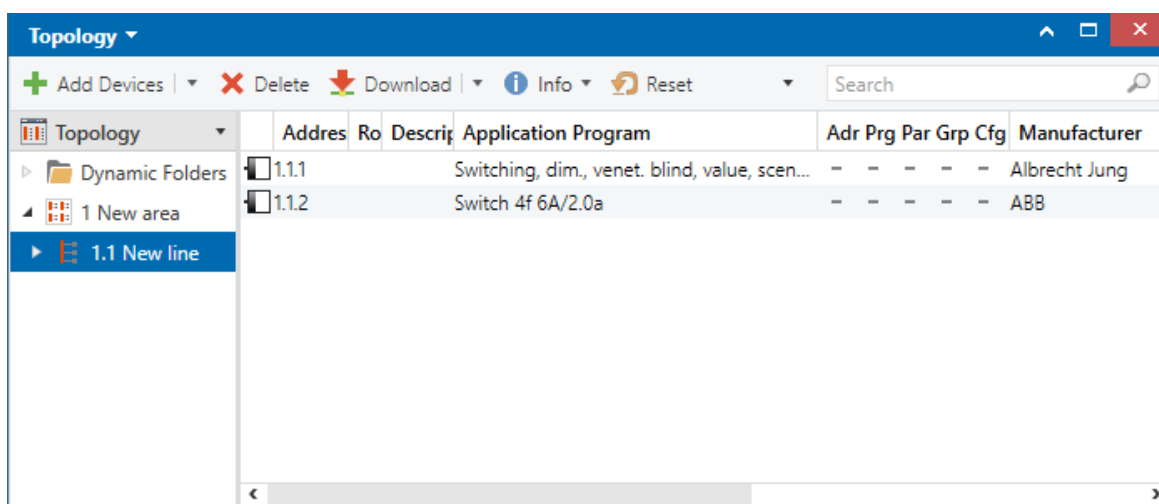 Topology
Add Devices Delete Download Info Reset Search
Topology Addres Ro Descrip Application Program Adr Prg Par Grp Cfg Manufacturer
Dynamic Folders 1.1.1 Switching, dim., venet. blind, value, scen... – – – – – Albrecht Jung
1 New area 1.1.2 Switch 4f 6A/2.0a – – – – – ABB
1.1 New line